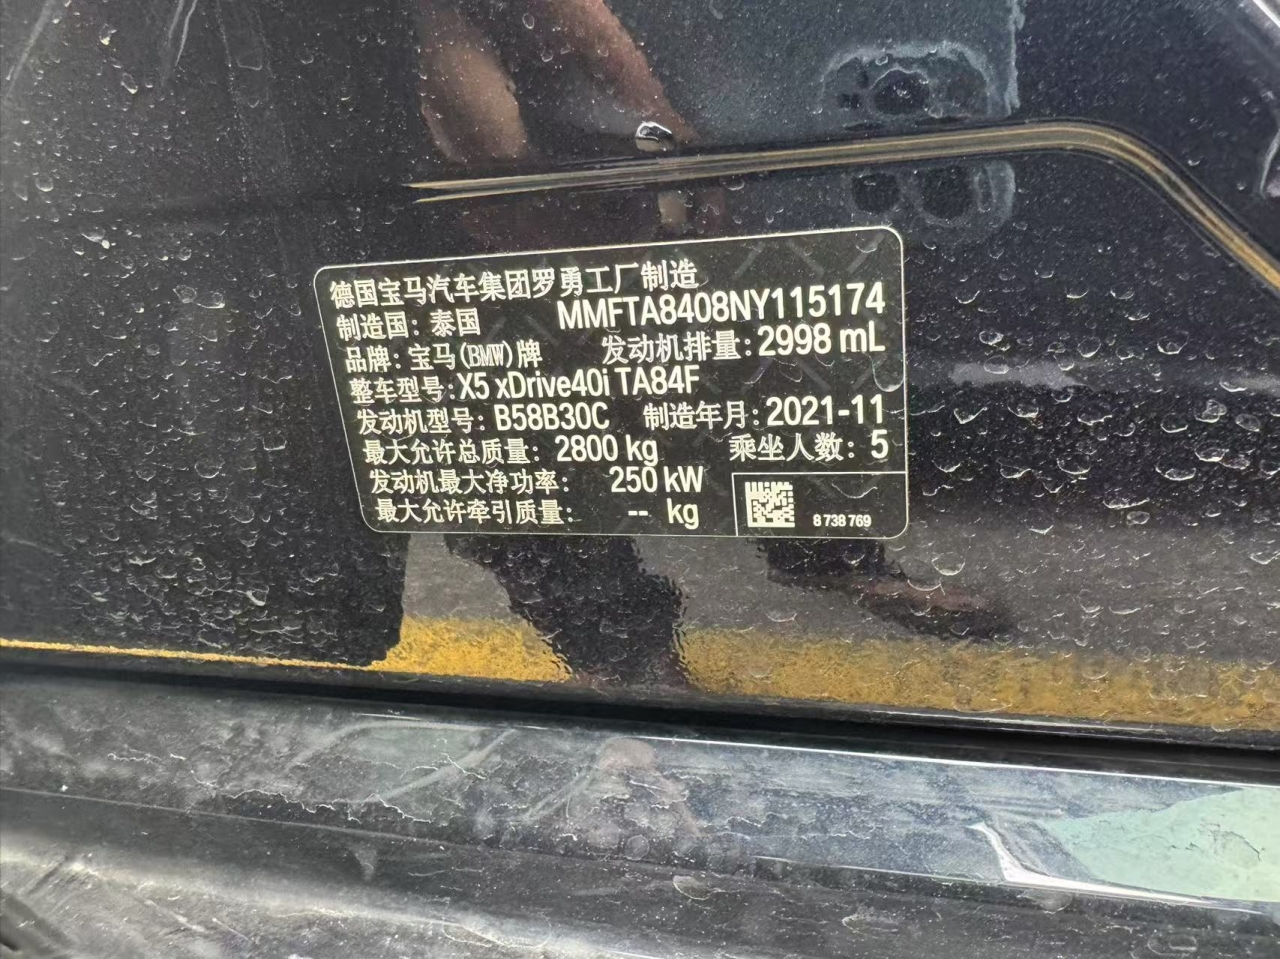 德国宝马汽车集团罗勇工厂制造
制造国: 泰国 MMFTA8408NY115174
品牌: 宝马(BMW)牌 发动机排量: 2998 mL
整车型号: X5 xDrive40i TA84F
发动机型号: B58B30C 制造年月: 2021-11
最大允许总质量: 2800 kg 乘坐人数: 5
发动机最大净功率: 250 kW
最大允许牵引质量: -- kg
8 738 769